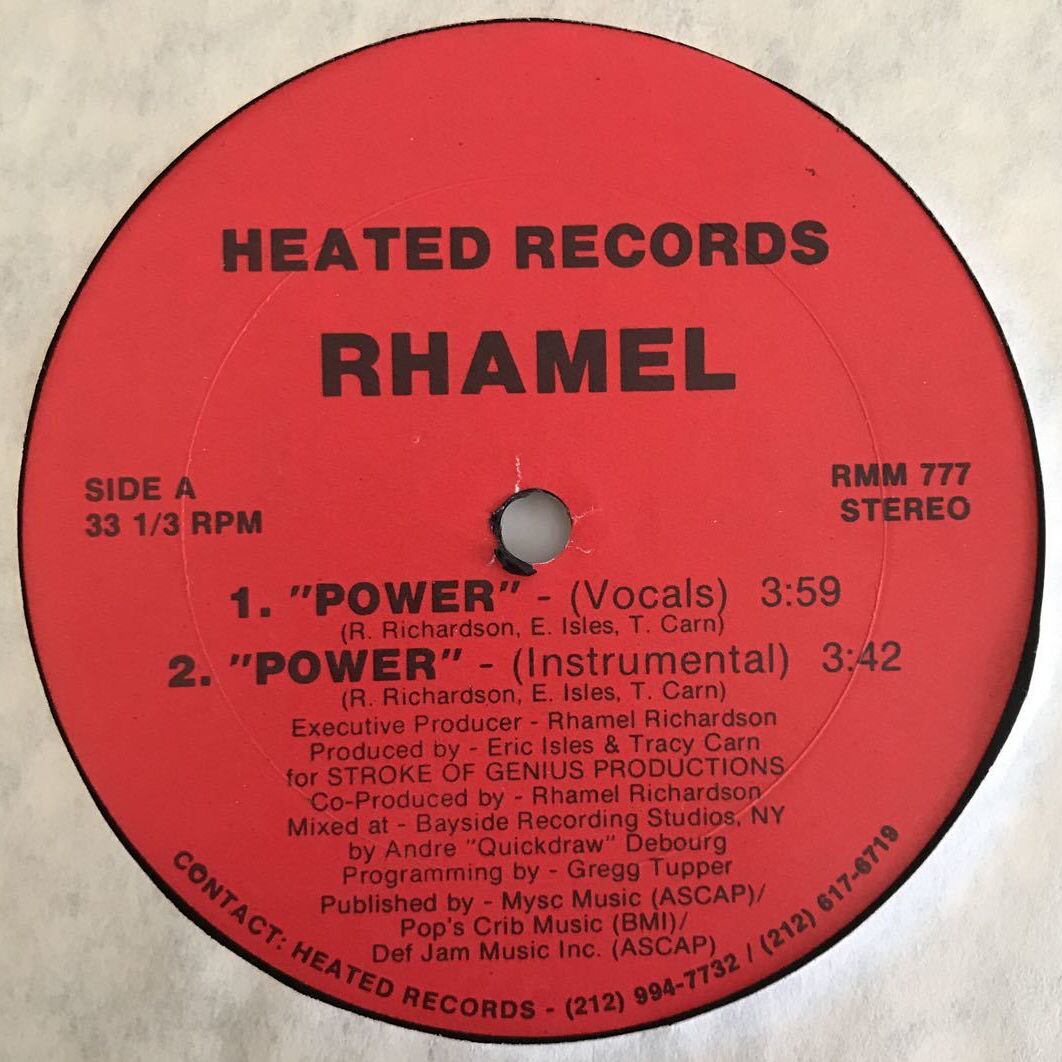 HEATED RECORDS
RHAMEL
SIDE A
33 1/3 RPM
RMM 777
STEREO
1. "POWER" - (Vocals) 3:59
(R. Richardson, E. Isles, T. Carn)
2. "POWER" - (Instrumental) 3:42
(R. Richardson, E. Isles, T. Carn)
Executive Producer - Rhamel Richardson
Produced by - Eric Isles & Tracy Carn
for STROKE OF GENIUS PRODUCTIONS
Co-Produced by - Rhamel Richardson
Mixed at - Bayside Recording Studios, NY
by Andre "Quickdraw" Debourg
Programming by - Gregg Tupper
Published by - Mysc Music (ASCAP)/
Pop's Crib Music (BMI)/
Def Jam Music Inc. (ASCAP)
CONTACT: HEATED RECORDS - (212) 994-7732 / (212) 617-6719